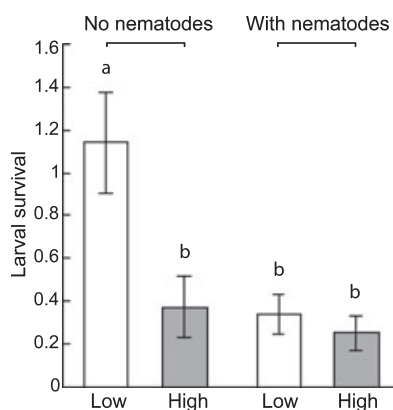 No nematodes With nematodes
1.6
1.4
1.2
1
0.8
0.6
0.4
0.2
0
Larval survival
a
b
b
b
Low High Low High